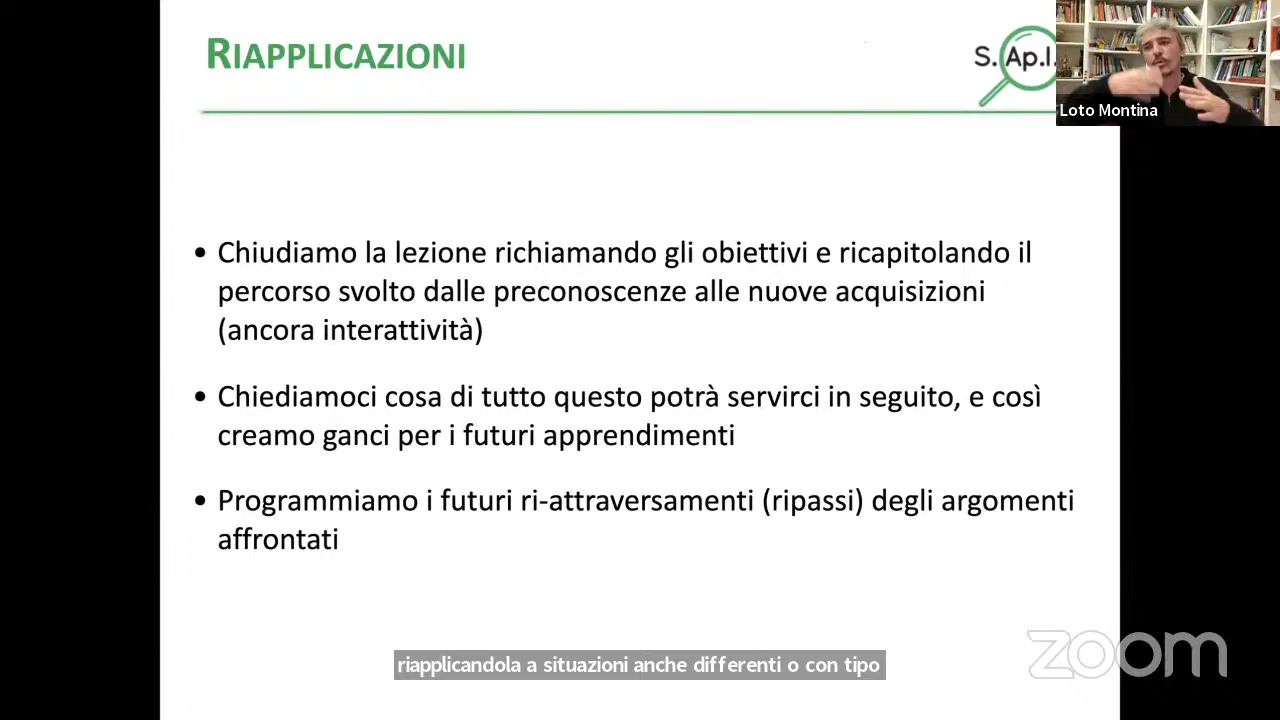 RIAPPLICAZIONI
S. Ap.I.
Loto Montina
• Chiudiamo la lezione richiamando gli obiettivi e ricapitolando il
percorso svolto dalle preconoscenze alle nuove acquisizioni
(ancora interattività)
• Chiediamoci cosa di tutto questo potrà servirci in seguito, e così
creamo ganci per i futuri apprendimenti
• Programmiamo i futuri ri-attraversamenti (ripassi) degli argomenti
affrontati
riapplicandola a situazioni anche differenti o con tipo
zoom